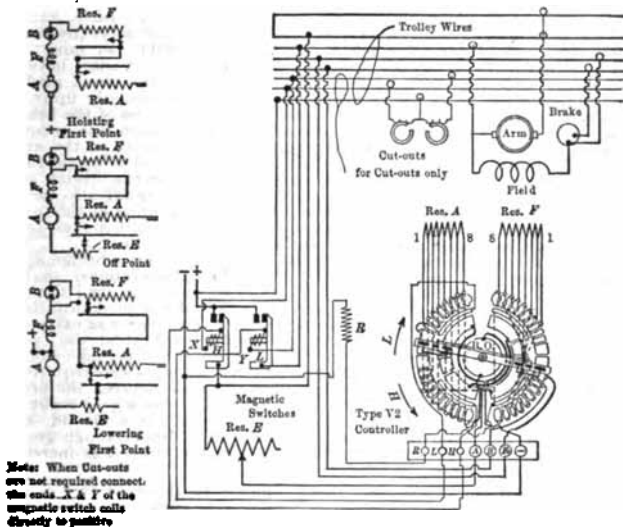 Res. F
B
F
A
Res. A
+
Hoisting
First Point
B
Res. F
F
A
Res. A
Res. E
Off Point
B
Res. F
F
+
A
Res. A
Res. E
Lowering
First Point
Note: When Cut-outs
are not required connect
the ends X & Y of the
magnetic switch coils
directly to positive
Trolley Wires
Cut-outs
for Cut-outs only
Arm
Brake
Field
Res. A
Res. F
1
8
5
1
- +
X
H
Y
L
R
Magnetic
Switches
Res. E
L
H
Type V2
Controller
R
L
H
A